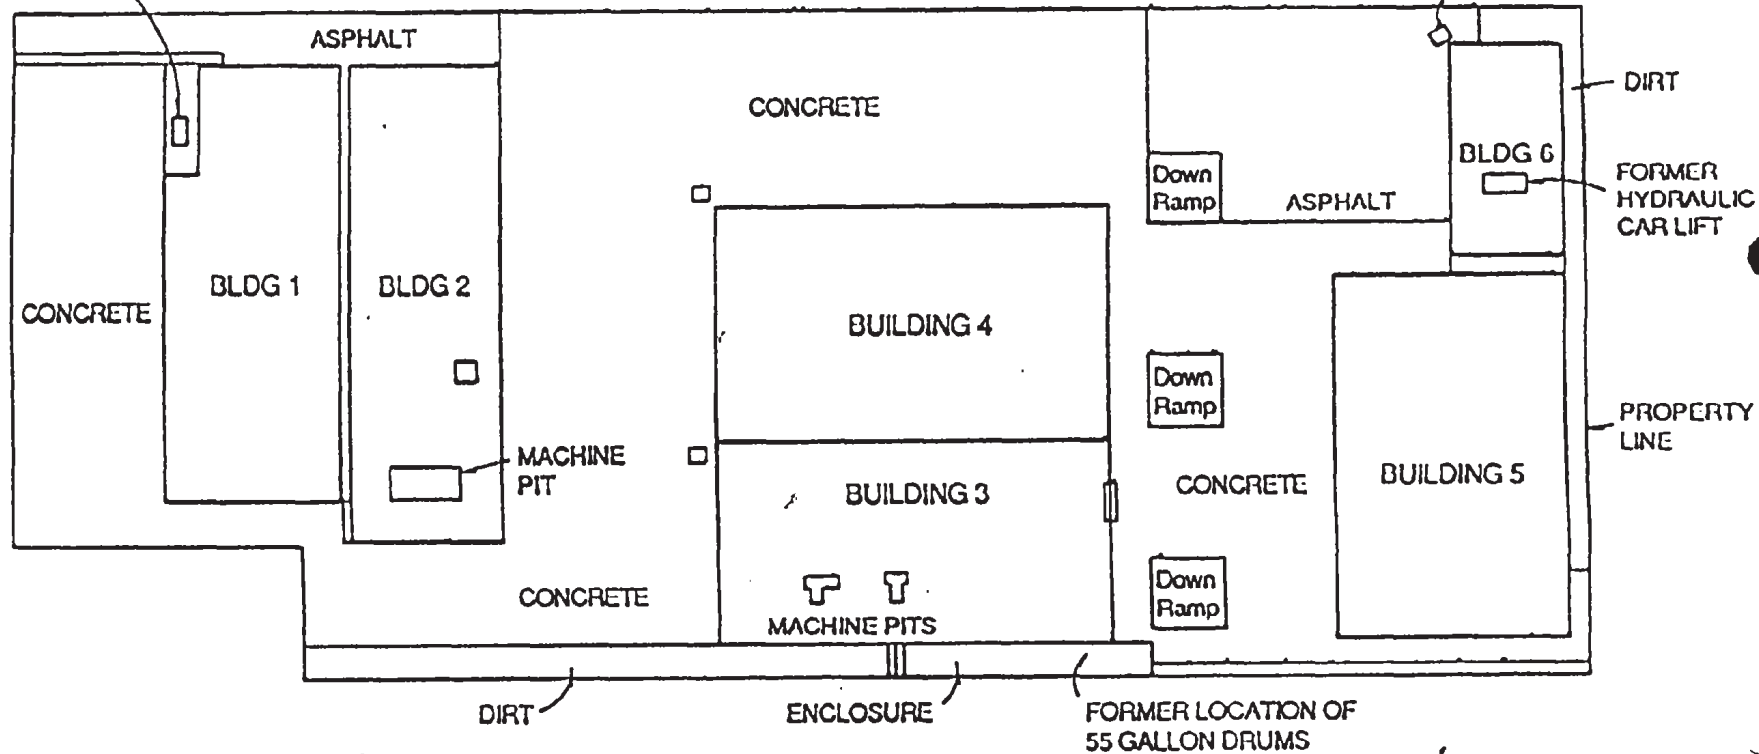 ASPHALT
CONCRETE
DIRT
BLDG 6
Down
Ramp
FORMER
HYDRAULIC
CAR LIFT
ASPHALT
BLDG 1
BLDG 2
CONCRETE
BUILDING 4
Down
Ramp
PROPERTY
LINE
MACHINE
PIT
BUILDING 3
CONCRETE
BUILDING 5
CONCRETE
Down
Ramp
MACHINE PITS
DIRT
ENCLOSURE
FORMER LOCATION OF
55 GALLON DRUMS